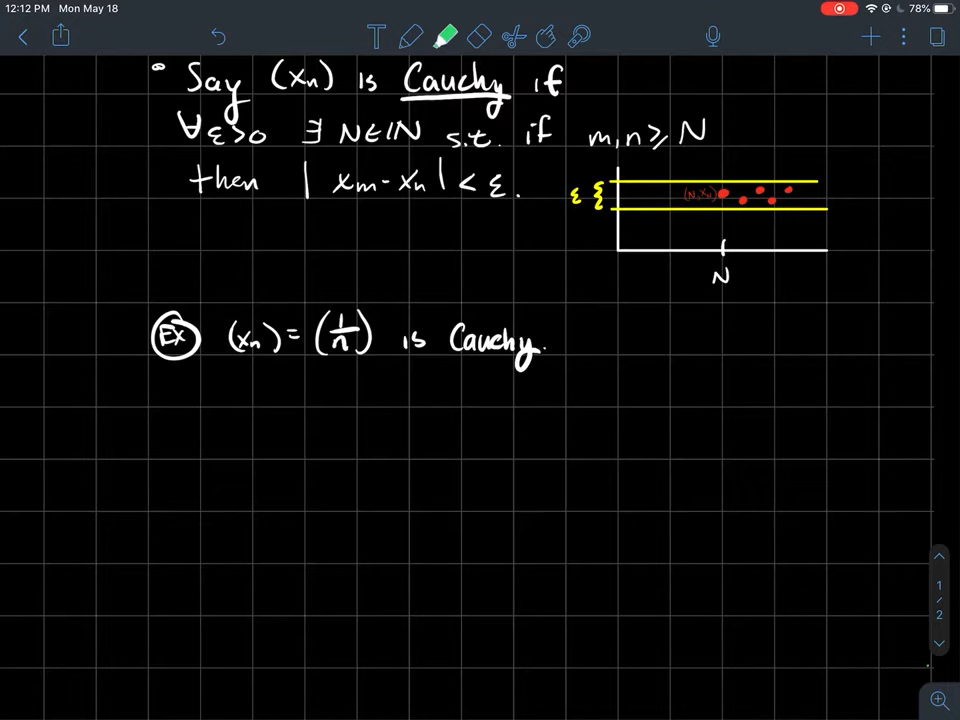 12:12 PM Mon May 18
78%
• Say (xn) is Cauchy if
∀ε>0 ∃ N∈ℕ s.t. if m,n ≥ N
then | xm - xn | < ε.
ε {
(N, xN)
N
Ex (xn) = (1/n) is Cauchy.
1
/
2